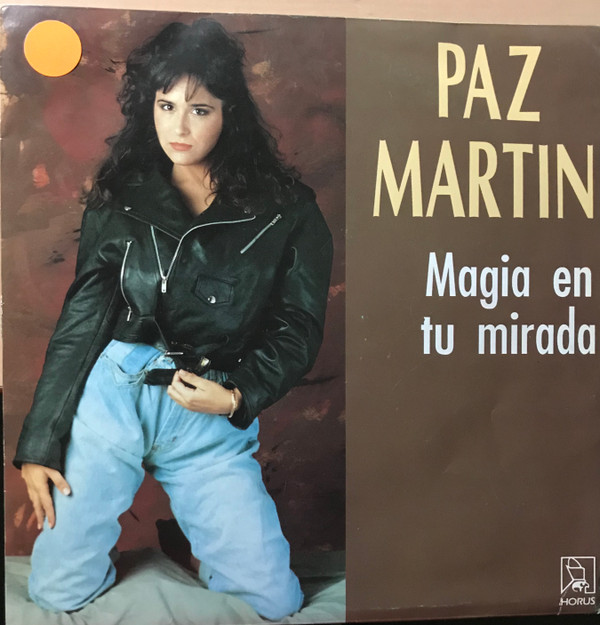 PAZ
MARTIN
Magia en
tu mirada
HORUS